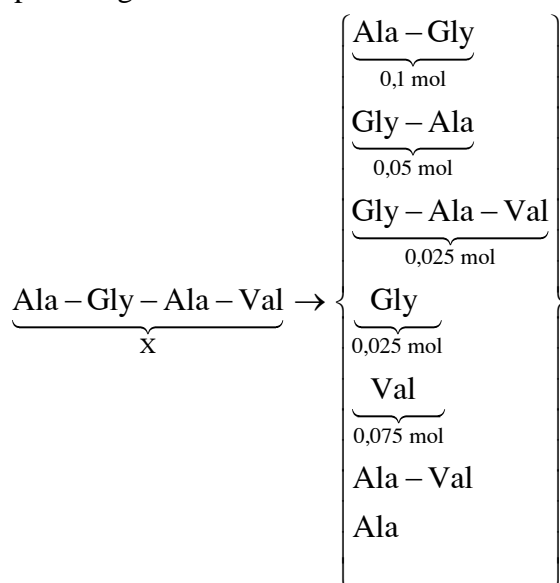 Ala – Gly
0,1 mol
Gly – Ala
0,05 mol
Gly – Ala – Val
0,025 mol
Ala – Gly – Ala – Val → Gly
X
0,025 mol
Val
0,075 mol
Ala – Val
Ala